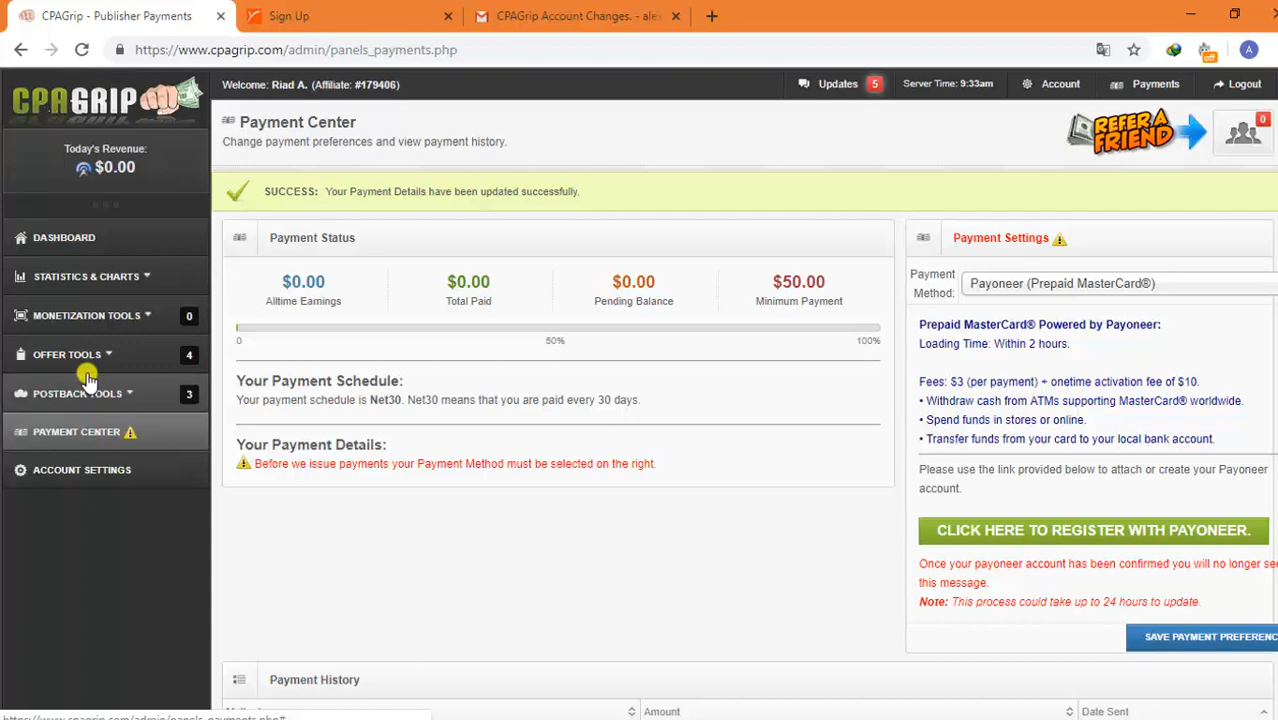 CPAGrip - Publisher Payments
Sign Up
CPAGrip Account Changes. - alex
https://www.cpagrip.com/admin/panels_payments.php
off
A
CPAGRIP
Welcome: Riad A. (Affiliate: #179406)
Updates 5
Server Time: 9:33am
Account
Payments
Logout
Today's Revenue:
$0.00
Payment Center
Change payment preferences and view payment history.
REFER A FRIEND
0
SUCCESS: Your Payment Details have been updated successfully.
DASHBOARD
STATISTICS & CHARTS
MONETIZATION TOOLS 0
OFFER TOOLS 4
POSTBACK TOOLS 3
PAYMENT CENTER
ACCOUNT SETTINGS
Payment Status
$0.00 $0.00 $0.00 $50.00
Alltime Earnings Total Paid Pending Balance Minimum Payment
0 50% 100%
Your Payment Schedule:
Your payment schedule is Net30. Net30 means that you are paid every 30 days.
Your Payment Details:
Before we issue payments your Payment Method must be selected on the right.
Payment Settings
Payment Method:
Payoneer (Prepaid MasterCard®)
Prepaid MasterCard® Powered by Payoneer:
Loading Time: Within 2 hours.
Fees: $3 (per payment) + onetime activation fee of $10.
• Withdraw cash from ATMs supporting MasterCard® worldwide.
• Spend funds in stores or online.
• Transfer funds from your card to your local bank account.
Please use the link provided below to attach or create your Payoneer
account.
CLICK HERE TO REGISTER WITH PAYONEER.
Once your payoneer account has been confirmed you will no longer see
this message.
Note: This process could take up to 24 hours to update.
SAVE PAYMENT PREFERENC
Payment History
Amount
Date Sent
https://www.cpagrip.com/admin/panels_payments.php#